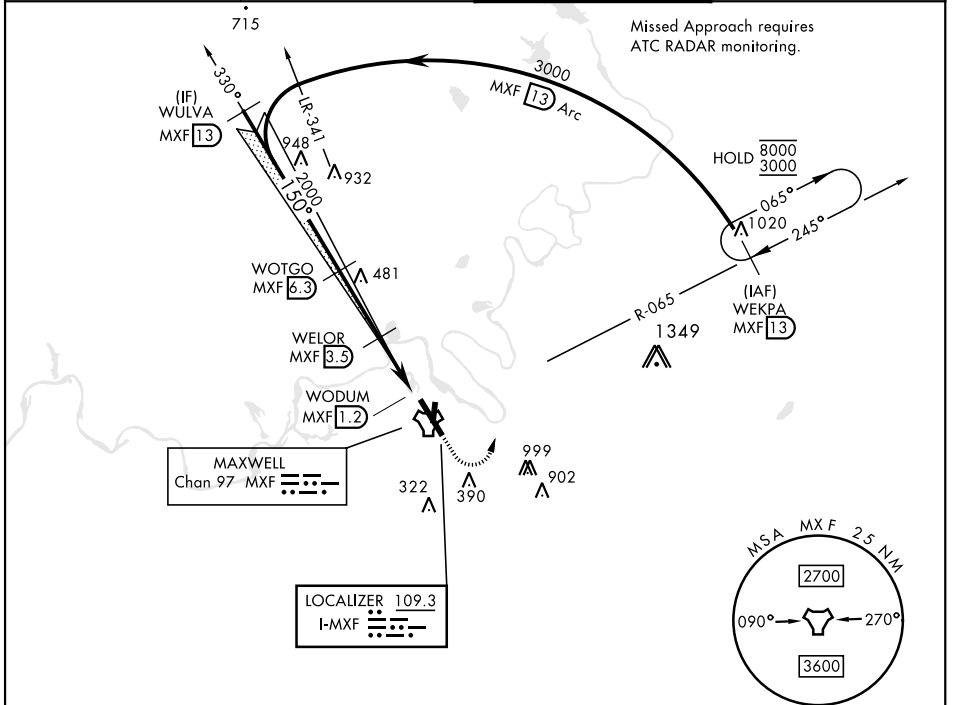 715
Missed Approach requires
ATC RADAR monitoring.
330°
LR-341
3000
MXF 13 Arc
(IF)
WULVA
MXF 13
948
932
2000
150°
HOLD 8000
3000
065°
1020
245°
R-065
(IAF)
WEKPA
MXF 13
WOTGO
MXF 6.3
481
WELOR
MXF 3.5
1349
WODUM
MXF 1.2
MAXWELL
Chan 97 MXF
322
390
999
902
LOCALIZER 109.3
I-MXF
MSA MXF 25 NM
2700
090°
270°
3600